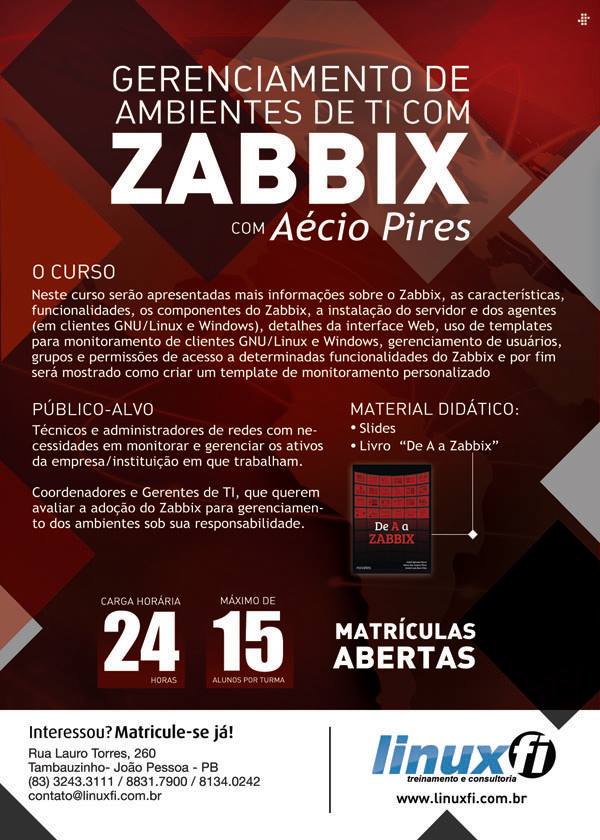 GERENCIAMENTO DE
AMBIENTES DE TI COM
ZABBIX
COM Aécio Pires
O CURSO
Neste curso serão apresentadas mais informações sobre o Zabbix, as características,
funcionalidades, os componentes do Zabbix, a instalação do servidor e dos agentes
(em clientes GNU/Linux e Windows), detalhes da interface Web, uso de templates
para monitoramento de clientes GNU/Linux e Windows, gerenciamento de usuários,
grupos e permissões de acesso a determinadas funcionalidades do Zabbix e por fim
será mostrado como criar um template de monitoramento personalizado
PÚBLICO-ALVO
Técnicos e administradores de redes com ne-
cessidades em monitorar e gerenciar os ativos
da empresa/instituição em que trabalham.
Coordenadores e Gerentes de TI, que querem
avaliar a adoção do Zabbix para gerenciamen-
to dos ambientes sob sua responsabilidade.
MATERIAL DIDÁTICO:
• Slides
• Livro “De A a Zabbix”
De A a
ZABBIX
CARGA HORÁRIA
24
HORAS
MÁXIMO DE
15
ALUNOS POR TURMA
MATRÍCULAS
ABERTAS
Interessou? Matricule-se já!
Rua Lauro Torres, 260
Tambauzinho- João Pessoa - PB
(83) 3243.3111 / 8831.7900 / 8134.0242
contato@linuxfi.com.br
linuxfi
treinamento e consultoria
www.linuxfi.com.br